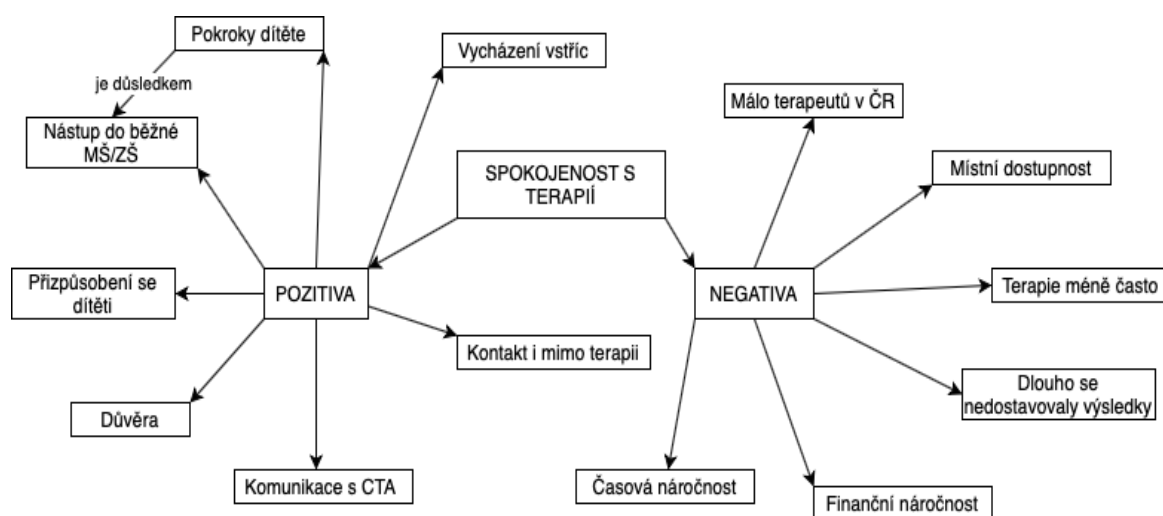 Pokroky dítěte
Vycházení vstříc
je důsledkem
Málo terapeutů v ČR
Nástup do běžné
MŠ/ZŠ
SPOKOJENOST S
TERAPIÍ
Místní dostupnost
Přizpůsobení se
dítěti
POZITIVA
NEGATIVA
Terapie méně často
Kontakt i mimo terapii
Dlouho se
nedostavovaly výsledky
Důvěra
Komunikace s CTA
Časová náročnost
Finanční náročnost